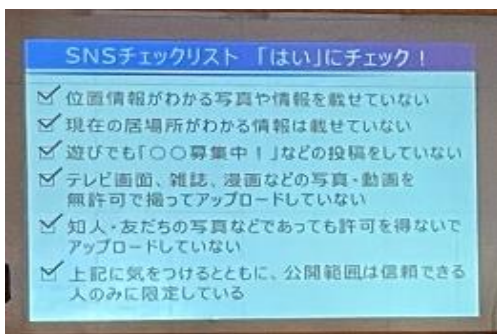 SNSチェックリスト 「はい」にチェック！
位置情報がわかる写真や情報を載せていない
現在の居場所がわかる情報は載せていない
遊びでも「〇〇募集中！」などの投稿をしていない
テレビ画面、雑誌、漫画などの写真・動画を
無許可で撮ってアップロードしていない
知人・友だちの写真などであっても許可を得ないで
アップロードしていない
上記に気をつけるとともに、公開範囲は信頼できる
人のみに限定している